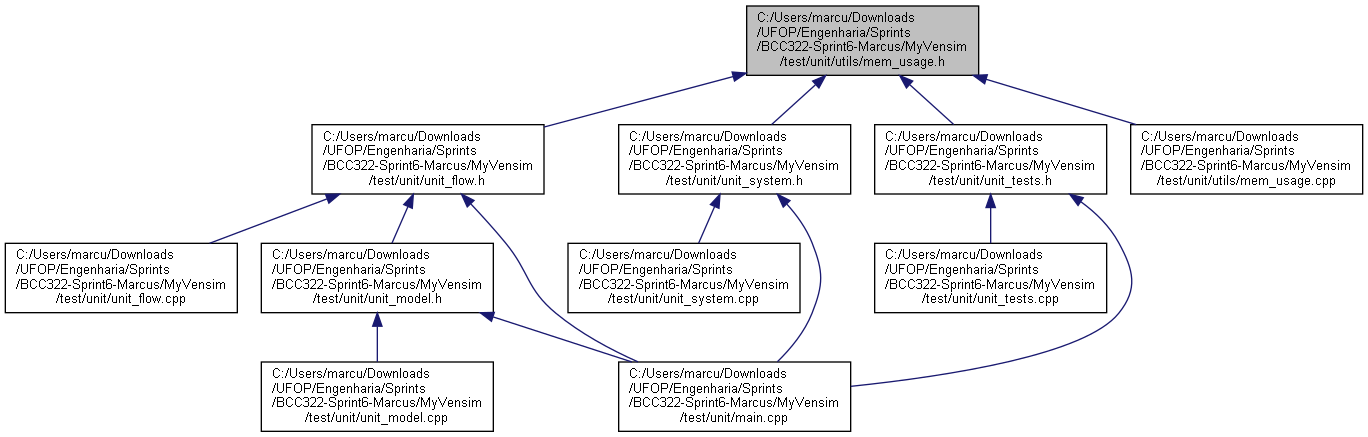 C:/Users/marcu/Downloads
/UFOP/Engenharia/Sprints
/BCC322-Sprint6-Marcus/MyVensim
/test/unit/utils/mem_usage.h
C:/Users/marcu/Downloads
/UFOP/Engenharia/Sprints
/BCC322-Sprint6-Marcus/MyVensim
/test/unit/unit_flow.h
C:/Users/marcu/Downloads
/UFOP/Engenharia/Sprints
/BCC322-Sprint6-Marcus/MyVensim
/test/unit/unit_system.h
C:/Users/marcu/Downloads
/UFOP/Engenharia/Sprints
/BCC322-Sprint6-Marcus/MyVensim
/test/unit/unit_tests.h
C:/Users/marcu/Downloads
/UFOP/Engenharia/Sprints
/BCC322-Sprint6-Marcus/MyVensim
/test/unit/utils/mem_usage.cpp
C:/Users/marcu/Downloads
/UFOP/Engenharia/Sprints
/BCC322-Sprint6-Marcus/MyVensim
/test/unit/unit_flow.cpp
C:/Users/marcu/Downloads
/UFOP/Engenharia/Sprints
/BCC322-Sprint6-Marcus/MyVensim
/test/unit/unit_model.h
C:/Users/marcu/Downloads
/UFOP/Engenharia/Sprints
/BCC322-Sprint6-Marcus/MyVensim
/test/unit/unit_system.cpp
C:/Users/marcu/Downloads
/UFOP/Engenharia/Sprints
/BCC322-Sprint6-Marcus/MyVensim
/test/unit/unit_tests.cpp
C:/Users/marcu/Downloads
/UFOP/Engenharia/Sprints
/BCC322-Sprint6-Marcus/MyVensim
/test/unit/unit_model.cpp
C:/Users/marcu/Downloads
/UFOP/Engenharia/Sprints
/BCC322-Sprint6-Marcus/MyVensim
/test/unit/main.cpp